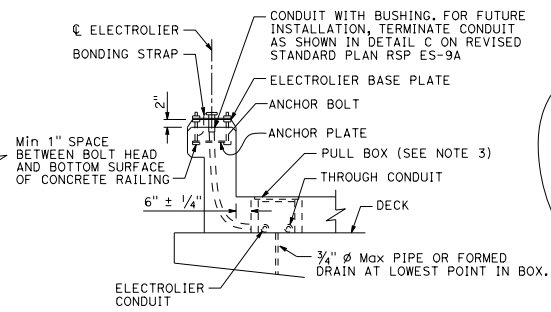 CONDUIT WITH BUSHING. FOR FUTURE
INSTALLATION, TERMINATE CONDUIT
AS SHOWN IN DETAIL C ON REVISED
STANDARD PLAN RSP ES-9A
℄ ELECTROLIER
BONDING STRAP
ELECTROLIER BASE PLATE
2"
ANCHOR BOLT
ANCHOR PLATE
Min 1" SPACE
BETWEEN BOLT HEAD
AND BOTTOM SURFACE
OF CONCRETE RAILING
PULL BOX (SEE NOTE 3)
THROUGH CONDUIT
6" ± 1/4"
DECK
3/4" Ø Max PIPE OR FORMED
DRAIN AT LOWEST POINT IN BOX.
ELECTROLIER
CONDUIT